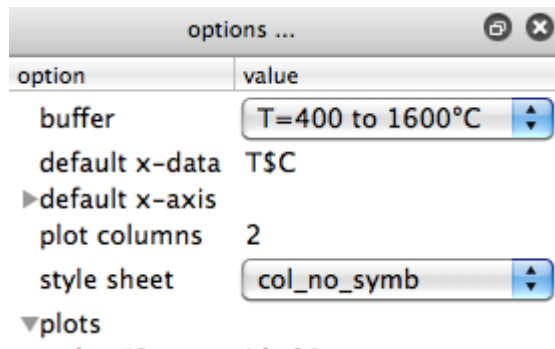 options ...
option value
buffer T=400 to 1600°C
default x-data T$C
default x-axis
plot columns 2
style sheet col_no_symb
plots